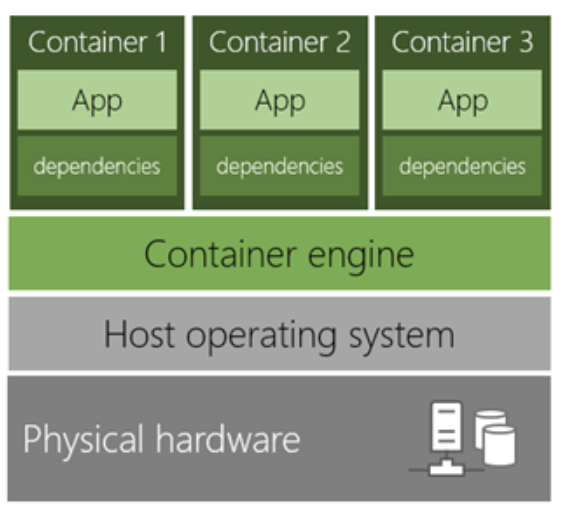 Container 1
Container 2
Container 3
App
App
App
dependencies
dependencies
dependencies
Container engine
Host operating system
Physical hardware